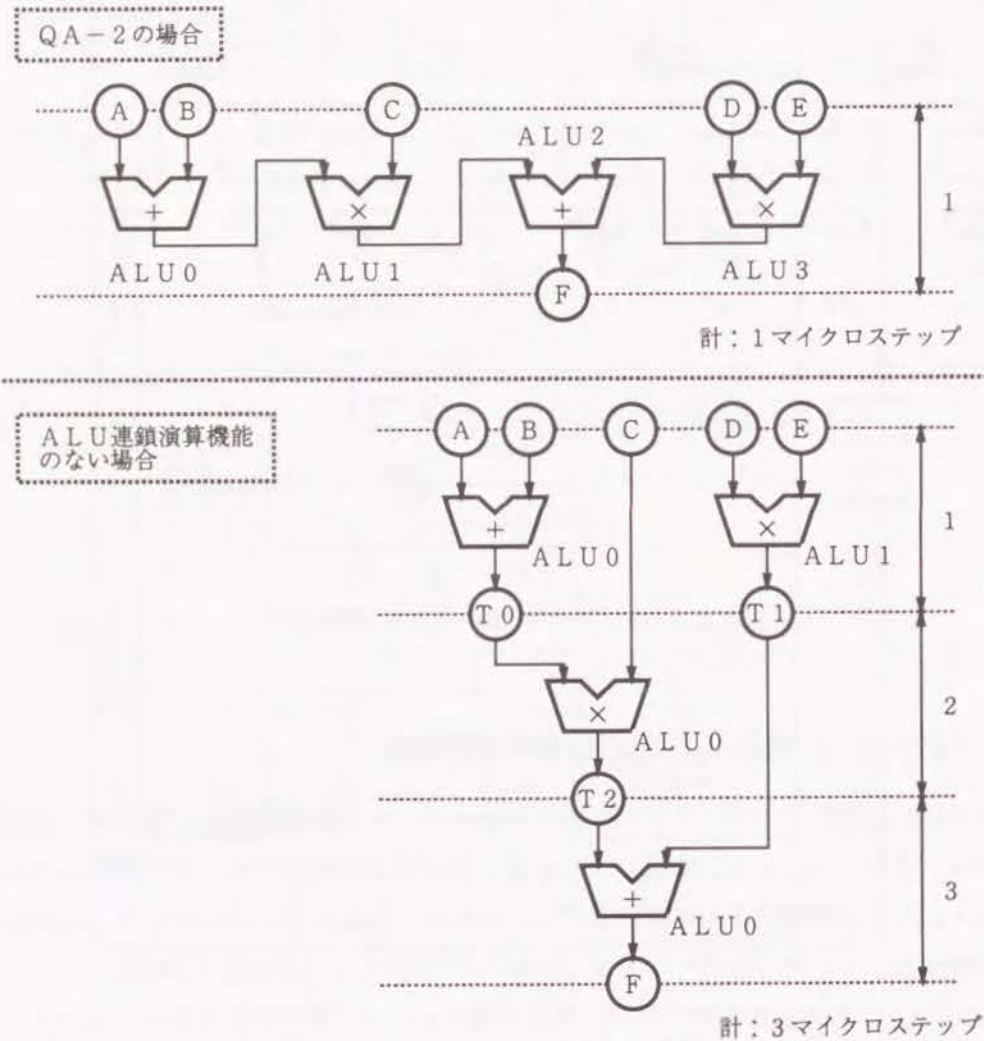 QA-2の場合
A B C D E
ALU2
+ × + × 1
ALU0 ALU1 ALU3
F
計：1マイクロステップ
ALU連鎖演算機能
のない場合
A B C D E
+ × 1
ALU0 ALU1
T0 T1
× 2
ALU0
T2
+ 3
ALU0
F
計：3マイクロステップ